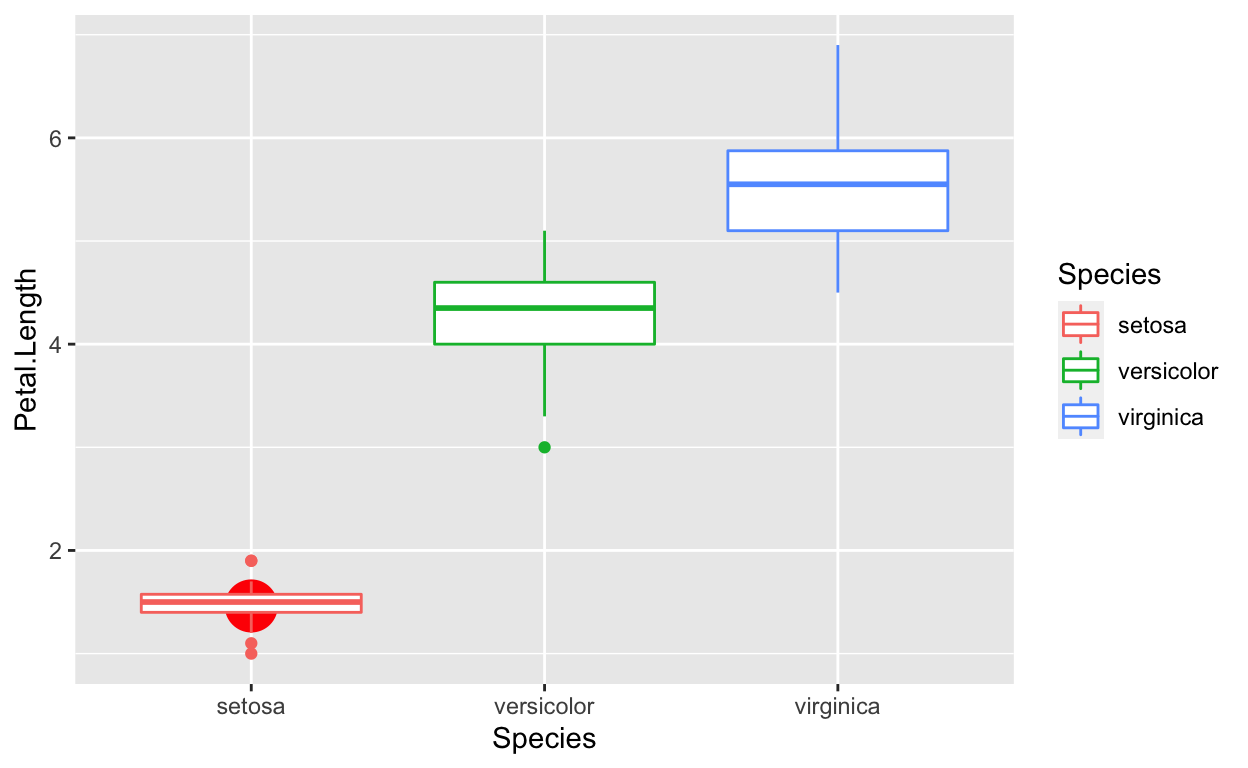 Petal.Length
6
4
2
setosa versicolor virginica
Species
Species
setosa
versicolor
virginica